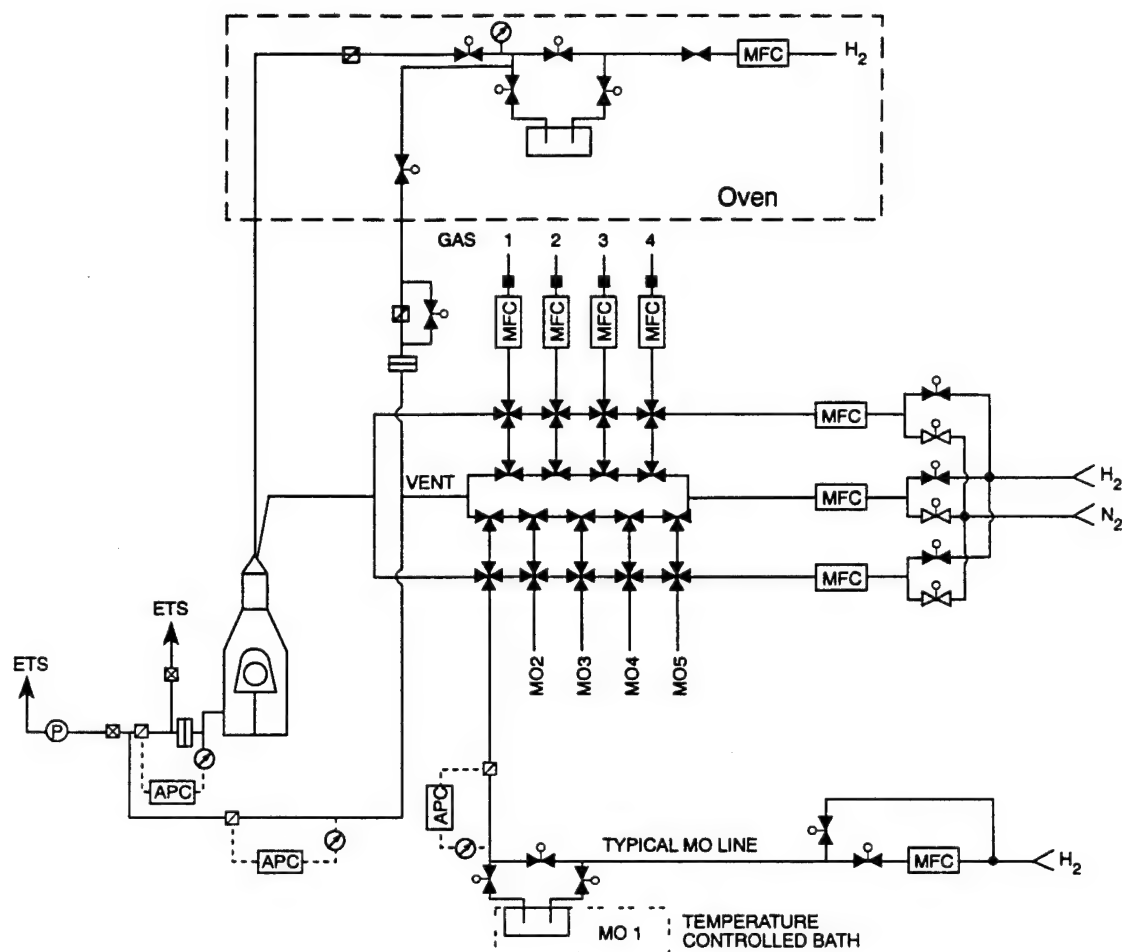 MFC
H2
Oven
GAS 1 2 3 4
MFC MFC MFC MFC
MFC
VENT
MFC
H2
N2
MFC
ETS
ETS
MO2 MO3 MO4 MO5
P
APC
APC
APC
TYPICAL MO LINE
MFC
H2
MO 1
TEMPERATURE
CONTROLLED BATH